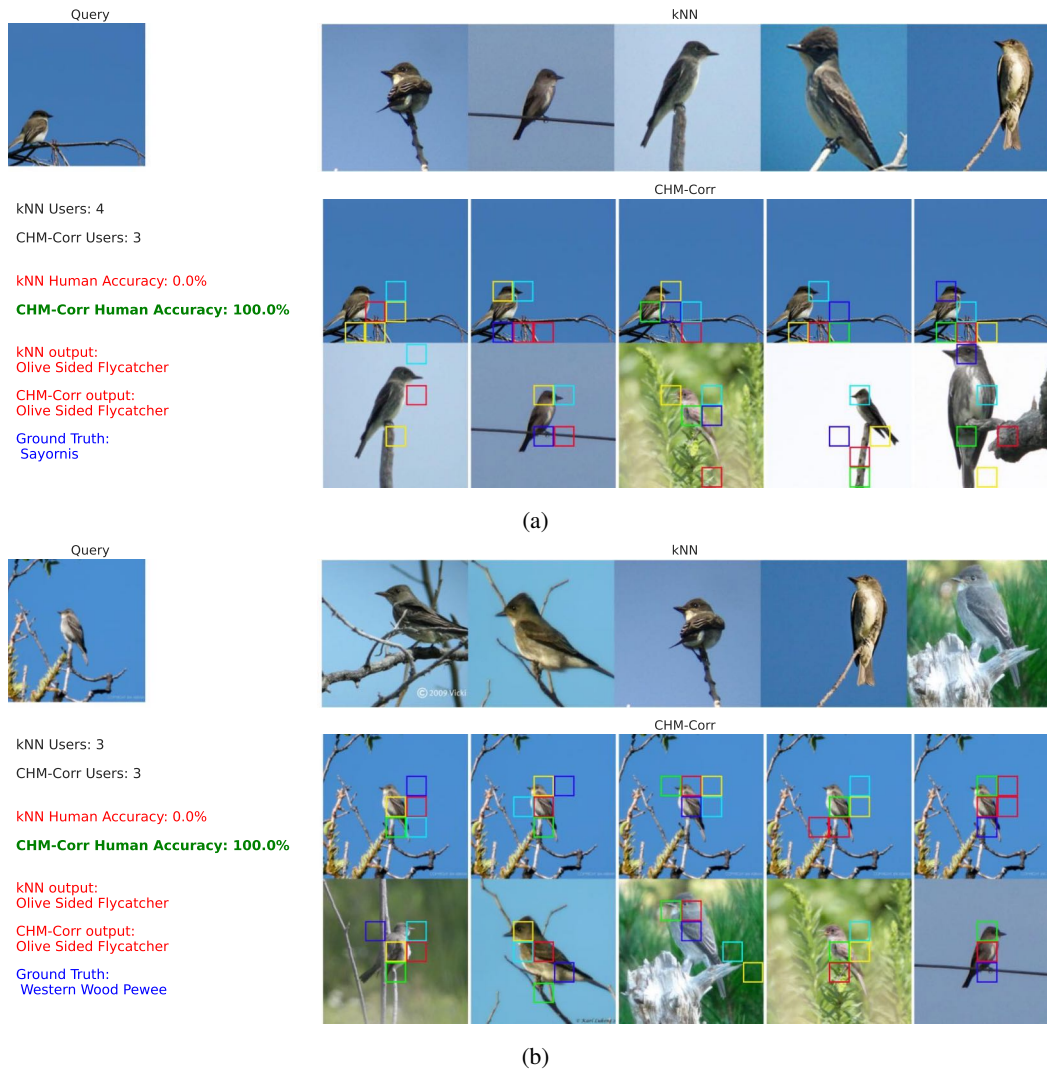 Query
kNN
kNN Users: 4
CHM-Corr Users: 3
kNN Human Accuracy: 0.0%
CHM-Corr Human Accuracy: 100.0%
kNN output:
Olive Sided Flycatcher
CHM-Corr output:
Olive Sided Flycatcher
Ground Truth:
Sayornis
CHM-Corr
(a)
Query
kNN
© 2009 Vicki
kNN Users: 3
CHM-Corr Users: 3
kNN Human Accuracy: 0.0%
CHM-Corr Human Accuracy: 100.0%
kNN output:
Olive Sided Flycatcher
CHM-Corr output:
Olive Sided Flycatcher
Ground Truth:
Western Wood Pewee
CHM-Corr
(b)